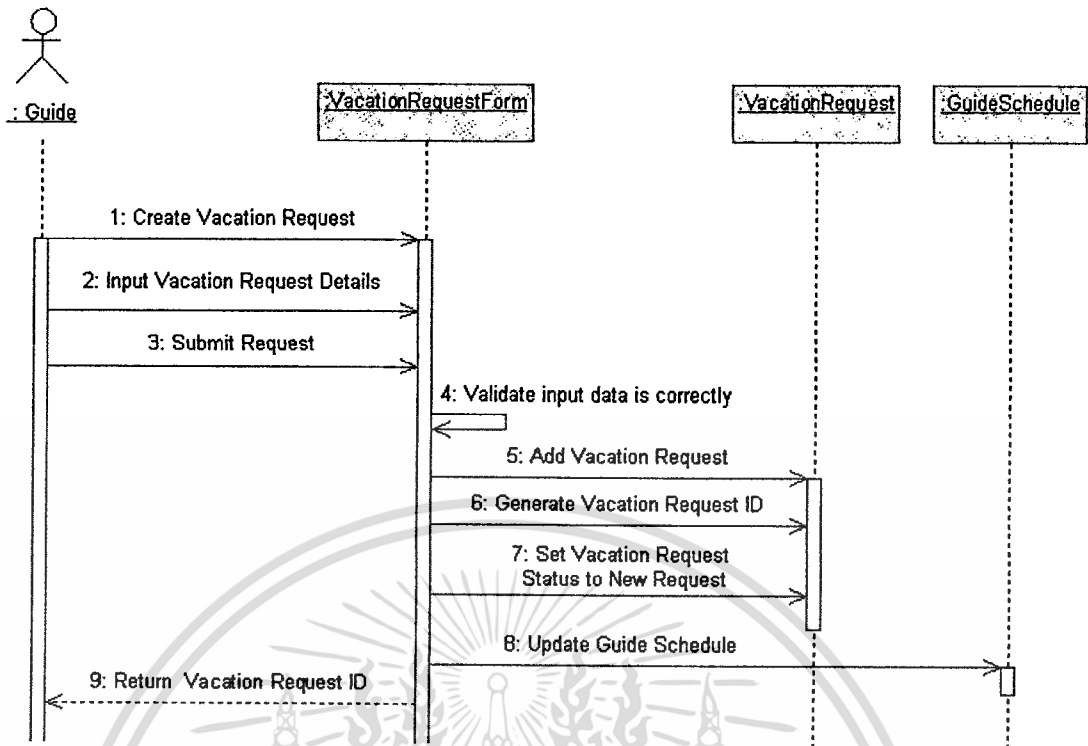 : Guide
:VacationRequestForm
:VacationRequest
:GuideSchedule
1: Create Vacation Request
2: Input Vacation Request Details
3: Submit Request
4: Validate input data is correctly
5: Add Vacation Request
6: Generate Vacation Request ID
7: Set Vacation Request
Status to New Request
8: Update Guide Schedule
9: Return Vacation Request ID